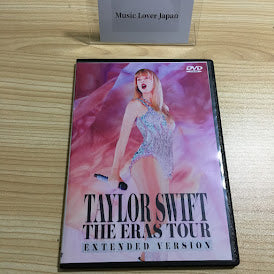 Music Lover Japan
DVD
TAYLOR SWIFT
THE ERAS TOUR
EXTENDED VERSION